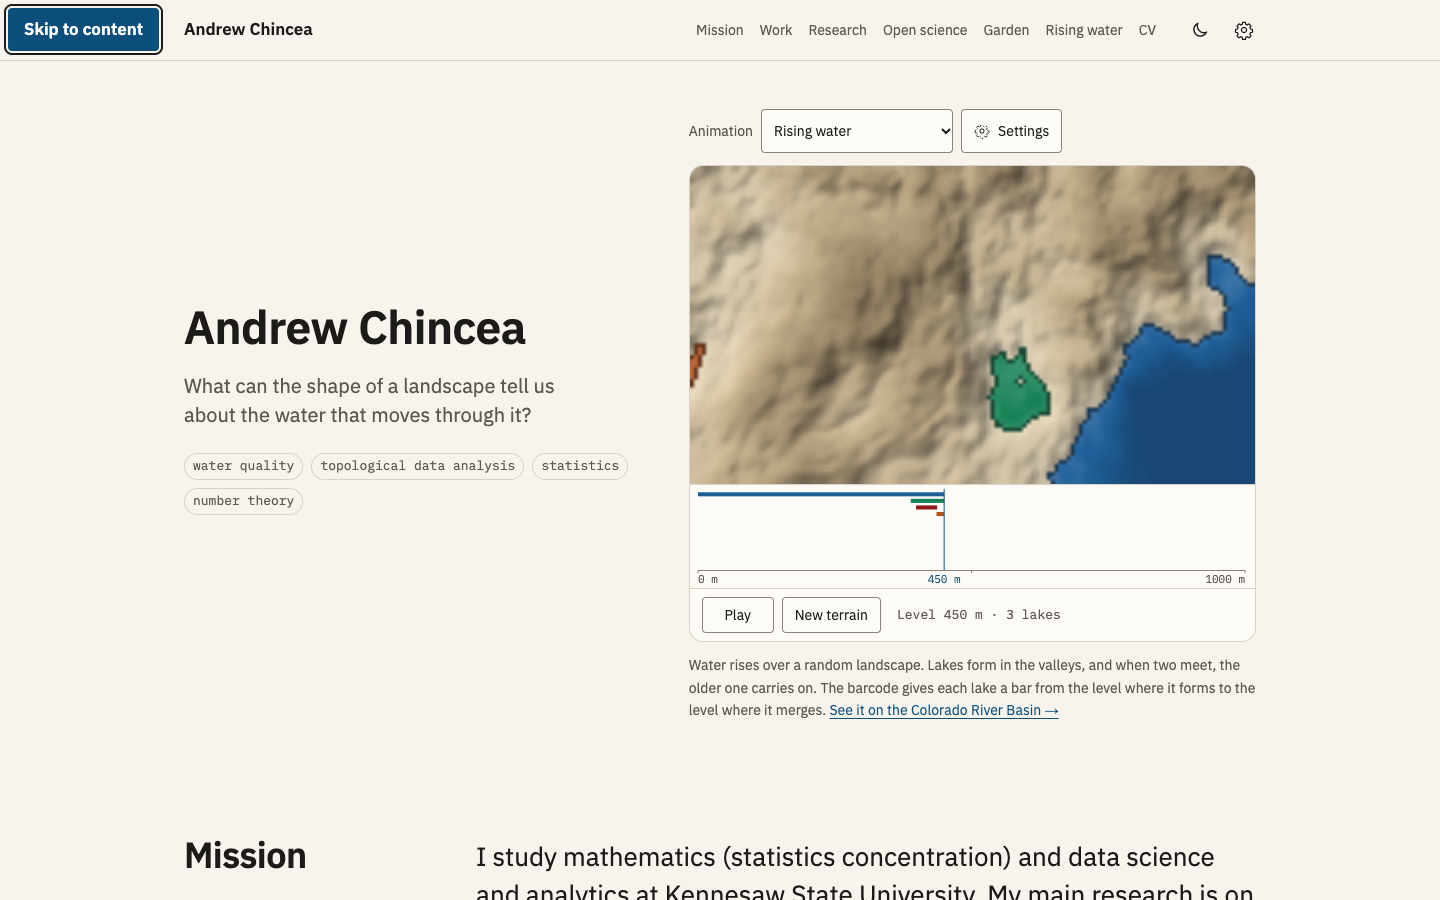 Skip to content
Andrew Chincea
Mission Work Research Open science Garden Rising water CV
Animation Rising water Settings
Andrew Chincea
What can the shape of a landscape tell us
about the water that moves through it?
water quality topological data analysis statistics
number theory
0 m 450 m 1000 m
Play New terrain Level 450 m · 3 lakes
Water rises over a random landscape. Lakes form in the valleys, and when two meet, the
older one carries on. The barcode gives each lake a bar from the level where it forms to the
level where it merges. See it on the Colorado River Basin →
Mission
I study mathematics (statistics concentration) and data science
and analytics at Kennesaw State University. My main research is on